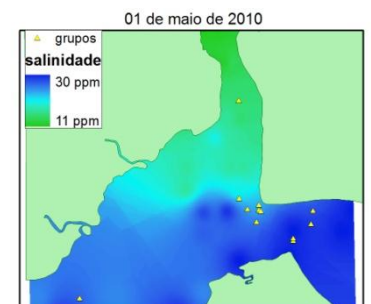 01 de maio de 2010
grupos
salinidade
30 ppm
11 ppm